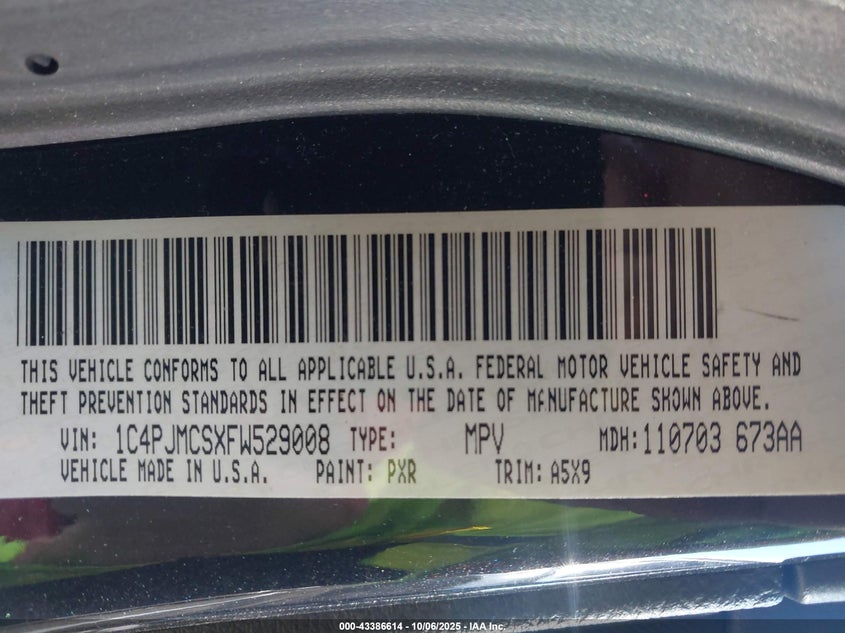 THIS VEHICLE CONFORMS TO ALL APPLICABLE U.S.A. FEDERAL MOTOR VEHICLE SAFETY AND
THEFT PREVENTION STANDARDS IN EFFECT ON THE DATE OF MANUFACTURE SHOWN ABOVE.
VIN: 1C4PJMCSXFW529008 TYPE: MPV MDH: 110703 673AA
VEHICLE MADE IN U.S.A. PAINT: PXR TRIM: A5X9
000-43386614 - 10/06/2025 - IAA Inc.